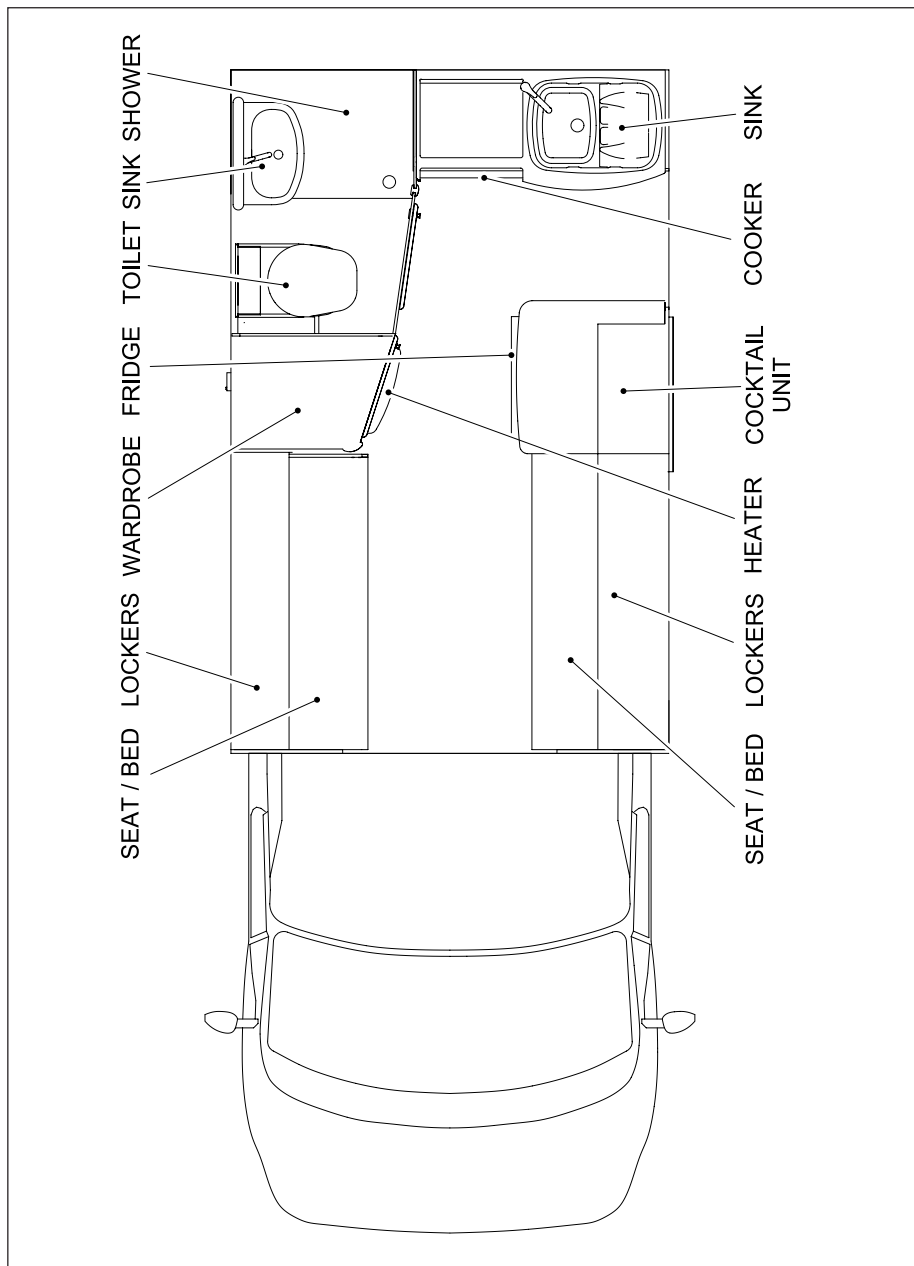 SEAT / BED
LOCKERS
WARDROBE
FRIDGE
TOILET
SINK
SHOWER
SEAT / BED
LOCKERS
HEATER
COCKTAIL
UNIT
COOKER
SINK